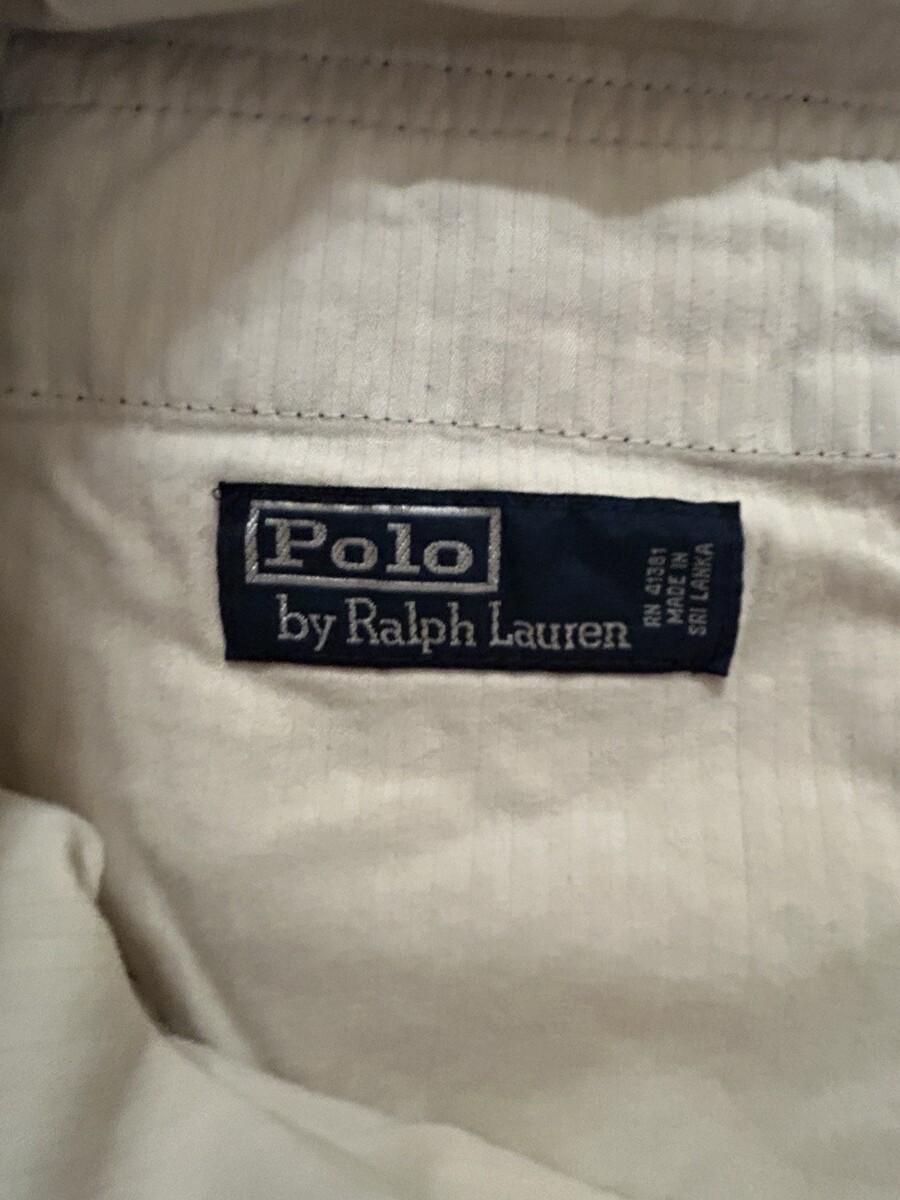 Polo
by Ralph Lauren
RN 41381
MADE IN
SRI LANKA